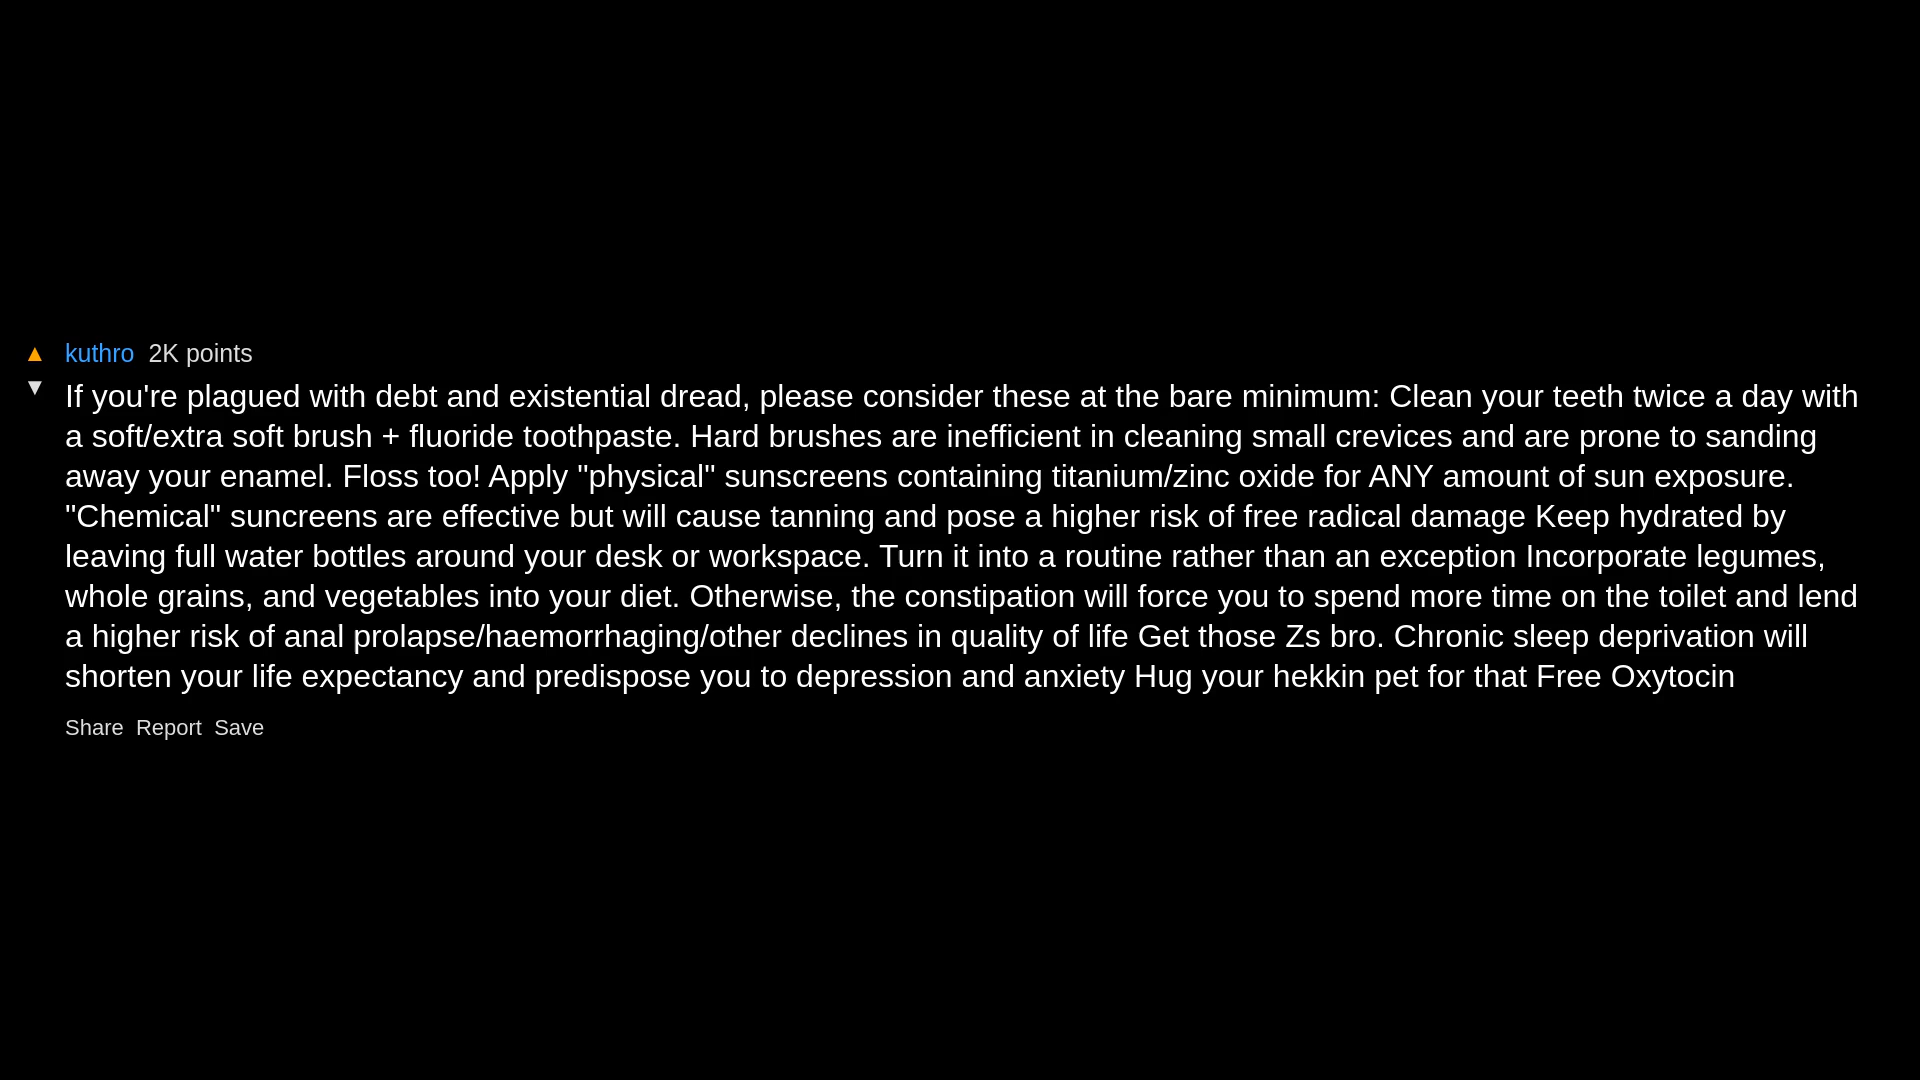 ▲ kuthro 2K points
▼ If you're plagued with debt and existential dread, please consider these at the bare minimum: Clean your teeth twice a day with
a soft/extra soft brush + fluoride toothpaste. Hard brushes are inefficient in cleaning small crevices and are prone to sanding
away your enamel. Floss too! Apply "physical" sunscreens containing titanium/zinc oxide for ANY amount of sun exposure.
"Chemical" suncreens are effective but will cause tanning and pose a higher risk of free radical damage Keep hydrated by
leaving full water bottles around your desk or workspace. Turn it into a routine rather than an exception Incorporate legumes,
whole grains, and vegetables into your diet. Otherwise, the constipation will force you to spend more time on the toilet and lend
a higher risk of anal prolapse/haemorrhaging/other declines in quality of life Get those Zs bro. Chronic sleep deprivation will
shorten your life expectancy and predispose you to depression and anxiety Hug your hekkin pet for that Free Oxytocin
Share Report Save